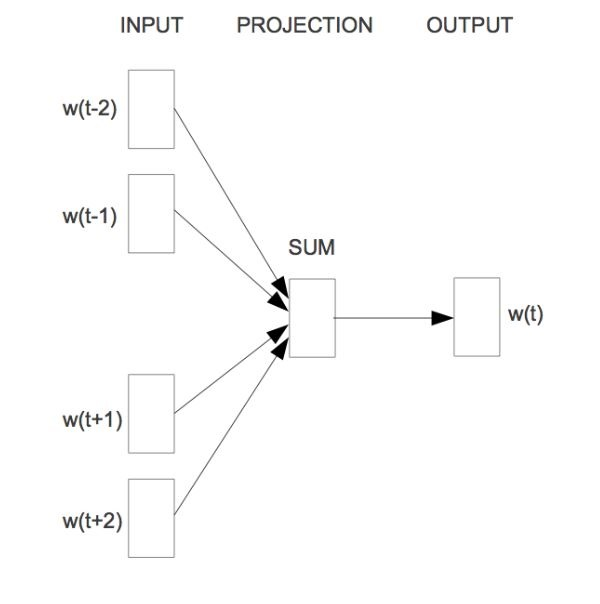 INPUT PROJECTION OUTPUT
w(t-2)
w(t-1)
SUM
w(t)
w(t+1)
w(t+2)